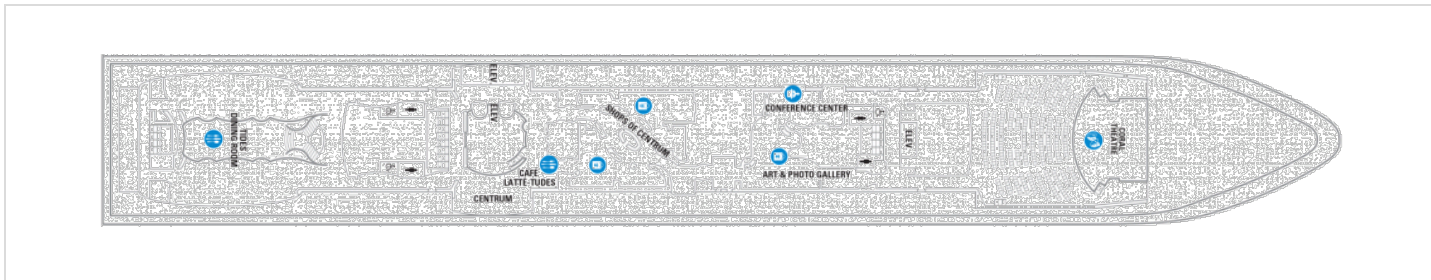 ELEV
ELEV
TIDES
DINING ROOM
CAFE
LATTE-TUDES
CENTRUM
SHOPS OF CENTRUM
CONFERENCE CENTER
ART & PHOTO GALLERY
ELEV
CORAL
THEATRE